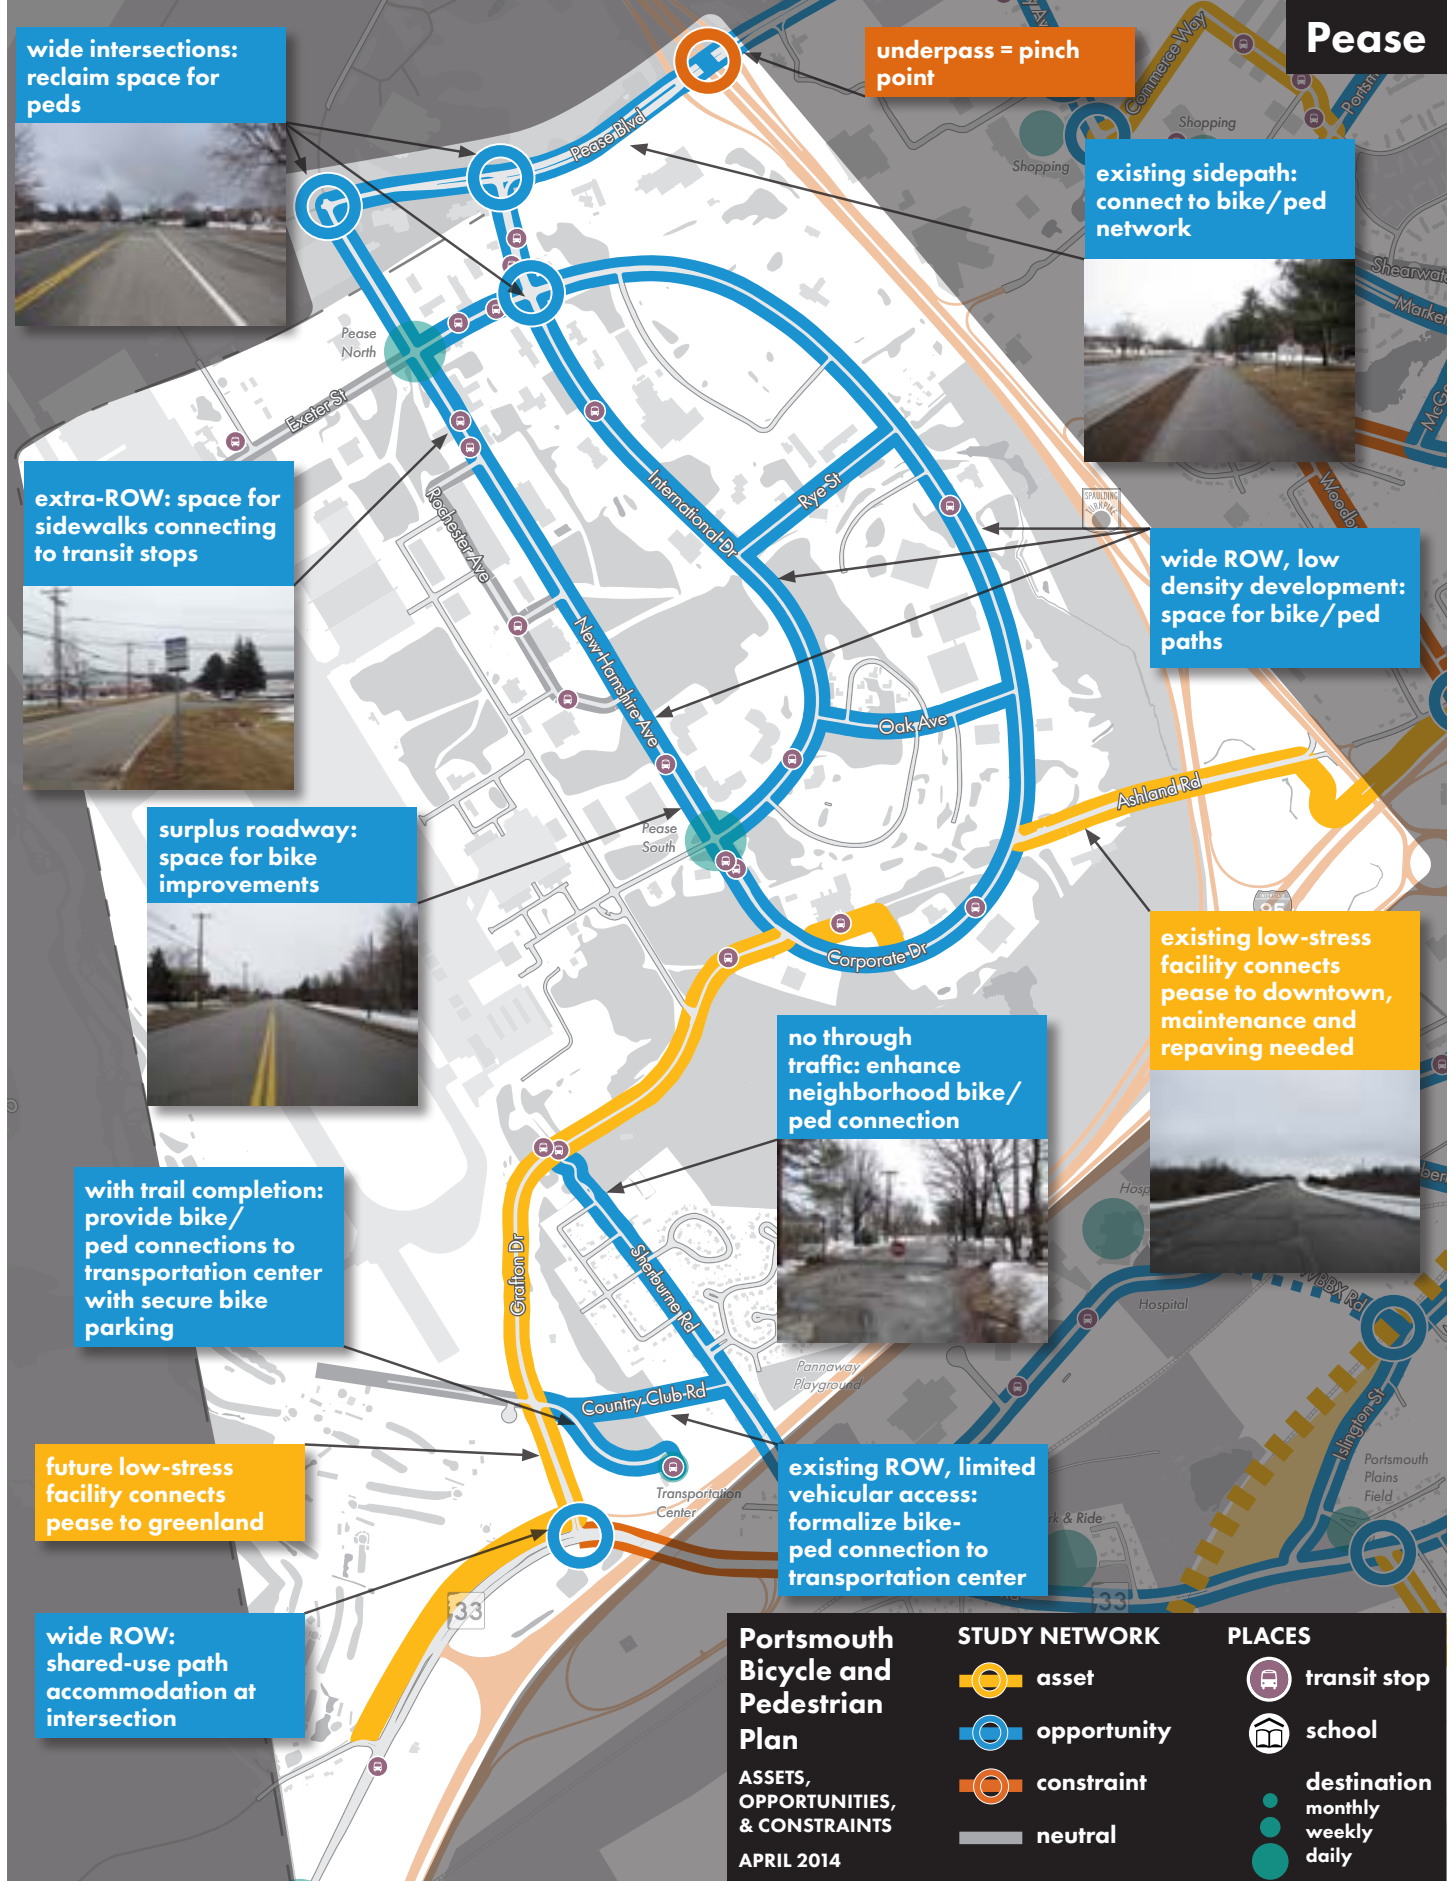 Pease
wide intersections:
reclaim space for
peds
underpass = pinch
point
Commerce Way
Shopping
Shopping
Pease Blvd
existing sidepath:
connect to bike/ped
network
Market
Pease
North
Exeter St
extra-ROW: space for
sidewalks connecting
to transit stops
Rochester Ave
International Dr
Rye St
SPAULDING
TURNPIKE
wide ROW, low
density development:
space for bike/ped
paths
New Hamshire Ave
Oak Ave
Ashland Rd
surplus roadway:
space for bike
improvements
Pease
South
Corporate Dr
95
existing low-stress
facility connects
pease to downtown,
maintenance and
repaving needed
no through
traffic: enhance
neighborhood bike/
ped connection
with trail completion:
provide bike/
ped connections to
transportation center
with secure bike
parking
Grafton Dr
Sherburne Rd
Hospital
Pannaway
Playground
Country Club Rd
Islington St
Portsmouth
Plains
Field
future low-stress
facility connects
pease to greenland
Transportation
Center
existing ROW, limited
vehicular access:
formalize bike-
ped connection to
transportation center
& Ride
33
33
wide ROW:
shared-use path
accommodation at
intersection
Portsmouth
Bicycle and
Pedestrian
Plan
ASSETS,
OPPORTUNITIES,
& CONSTRAINTS
APRIL 2014
STUDY NETWORK
asset
opportunity
constraint
neutral
PLACES
transit stop
school
destination
monthly
weekly
daily